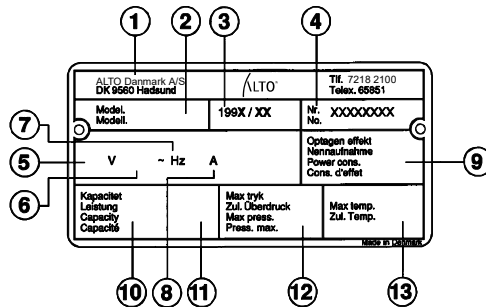 1
2
3
4
ALTO Danmark A/S
DK 9560 Hadsund
ALTO
Tlf. 7218 2100
Telex. 65851
Model.
Modell.
199X / XX
Nr.
No.
XXXXXXXX
7
5
V ~ Hz A
6
8
Optagen effekt
Nennaufnahme
Power cons.
Cons. d'effet
9
Kapacitet
Leistung
Capacity
Capacité
Max tryk
Zul. Überdruck
Max press.
Press. max.
Max temp.
Zul. Temp.
Made in Denmark
10
11
12
13